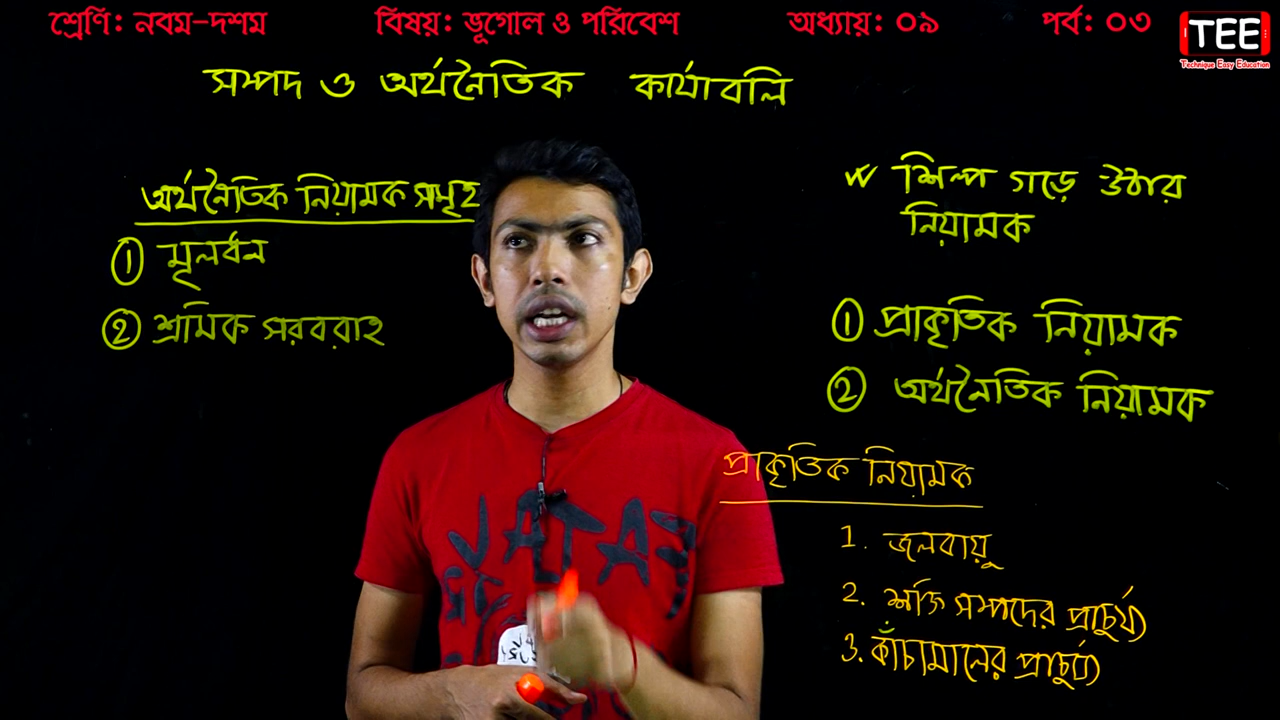 শ্রেণি: নবম-দশম বিষয়: ভূগোল ও পরিবেশ অধ্যায়: ০৯ পর্ব: ০৩
TEE
Technique Easy Education
সম্পদ ও অর্থনৈতিক কার্যাবলি
অর্থনৈতিক নিয়ামক সমূহ
① মূলধন
② শ্রমিক সরবরাহ
শিল্প গড়ে উঠার
নিয়ামক
① প্রাকৃতিক নিয়ামক
② অর্থনৈতিক নিয়ামক
প্রাকৃতিক নিয়ামক
1. জলবায়ু
2. শক্তি সম্পদের প্রাচুর্য
3. কাঁচামালের প্রাচুর্য